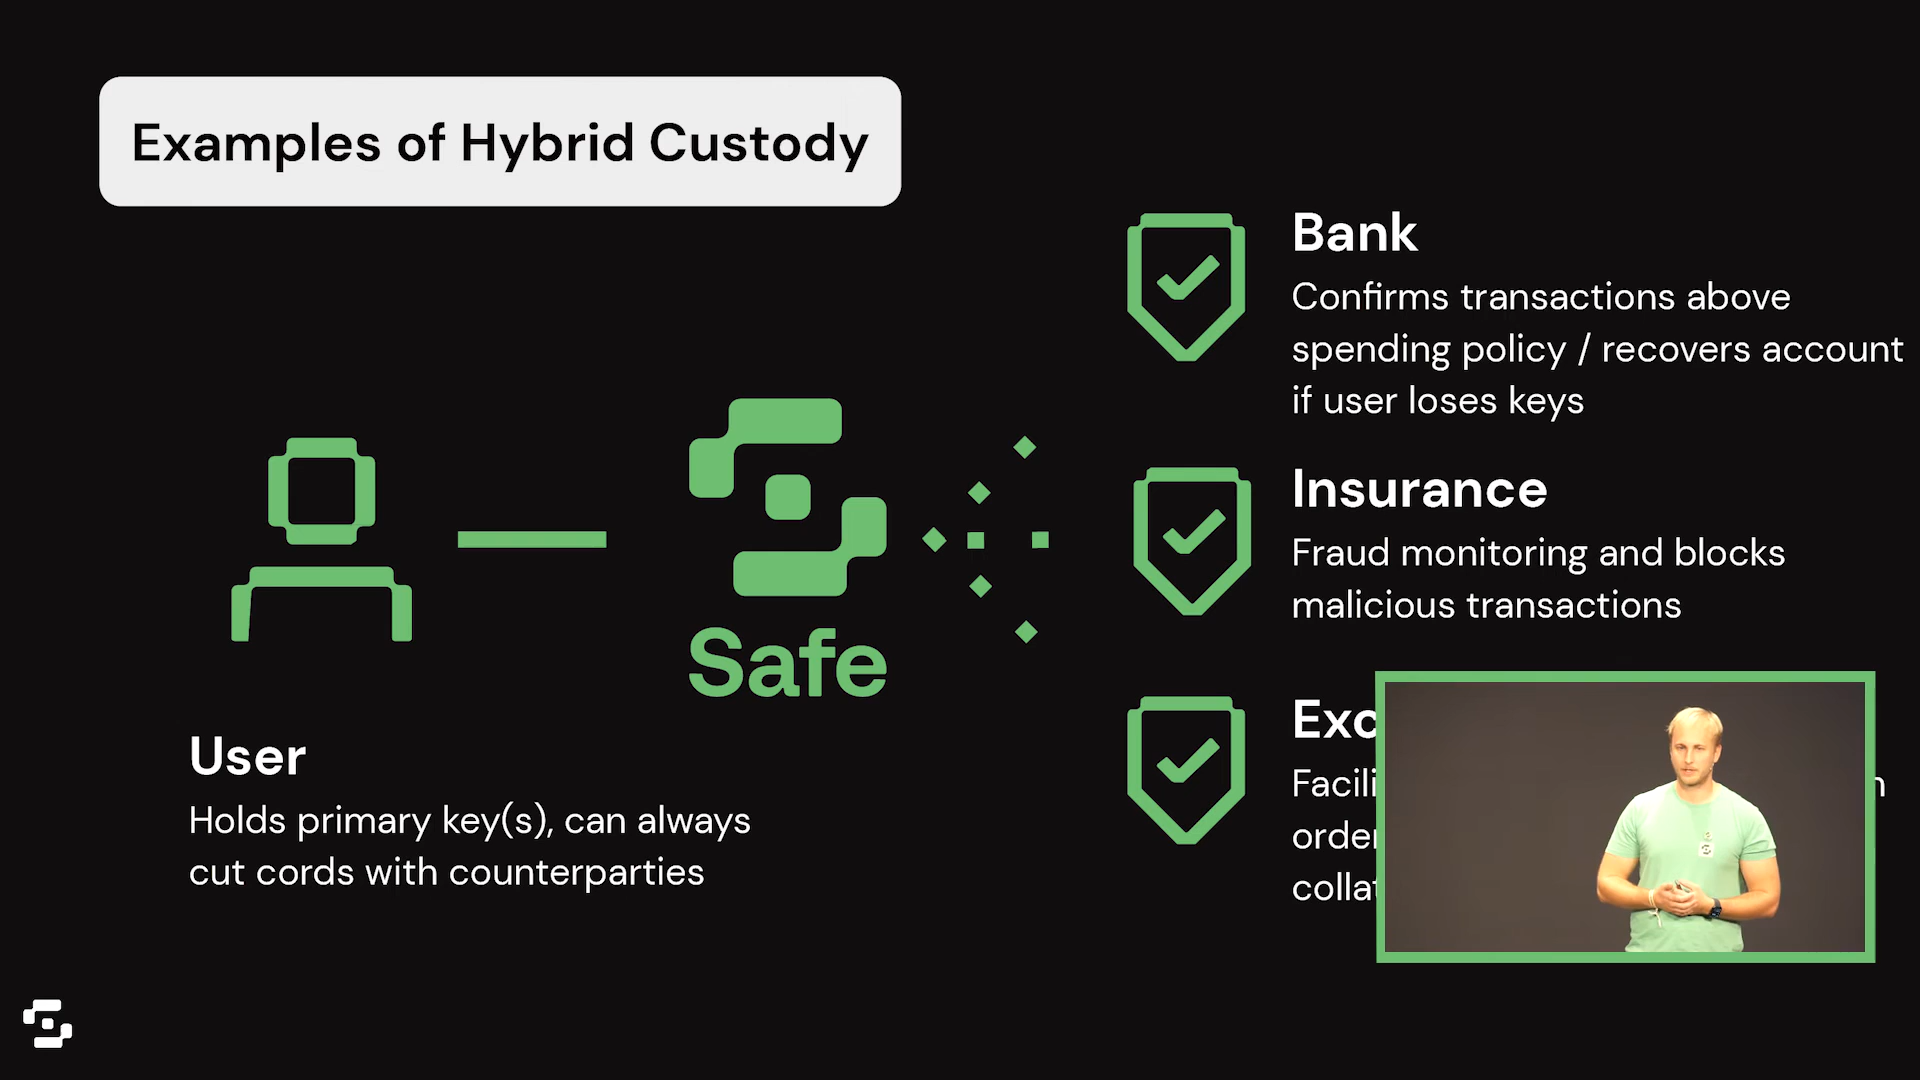 Examples of Hybrid Custody
Bank
Confirms transactions above
spending policy / recovers account
if user loses keys
Insurance
Fraud monitoring and blocks
malicious transactions
Safe
User
Holds primary key(s), can always
cut cords with counterparties